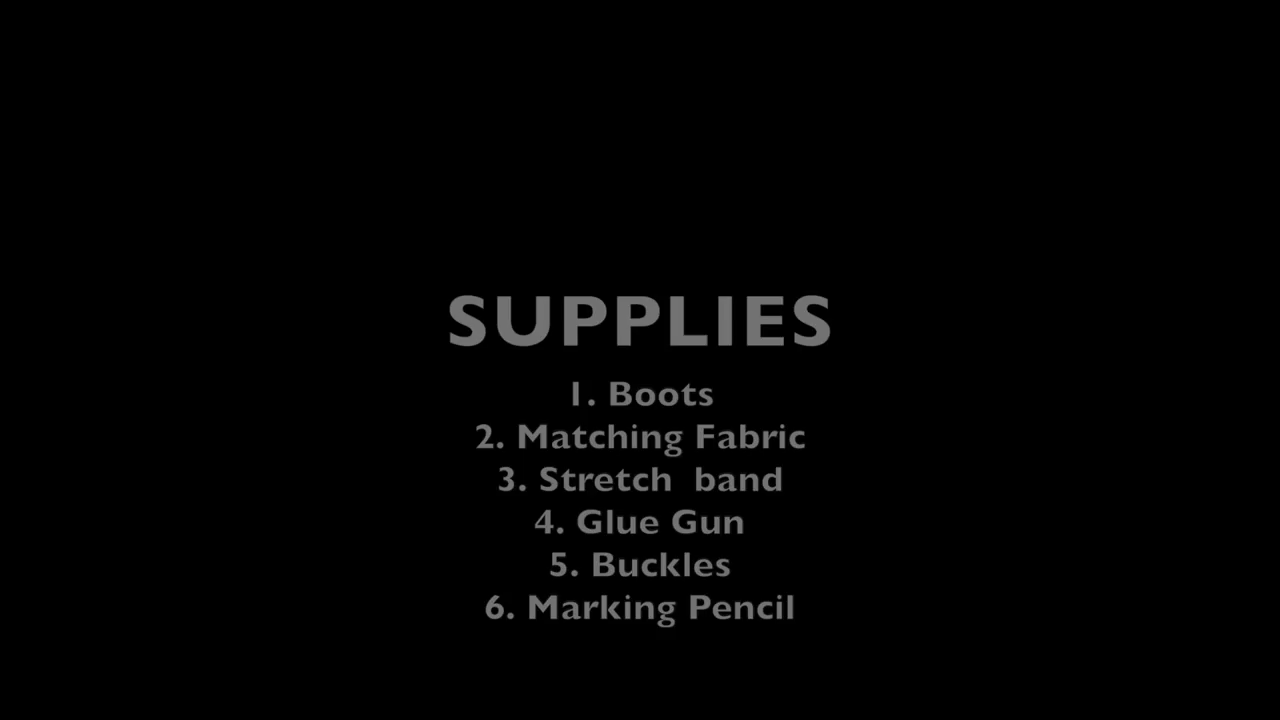 SUPPLIES
1. Boots
2. Matching Fabric
3. Stretch  band
4. Glue Gun
5. Buckles
6. Marking Pencil